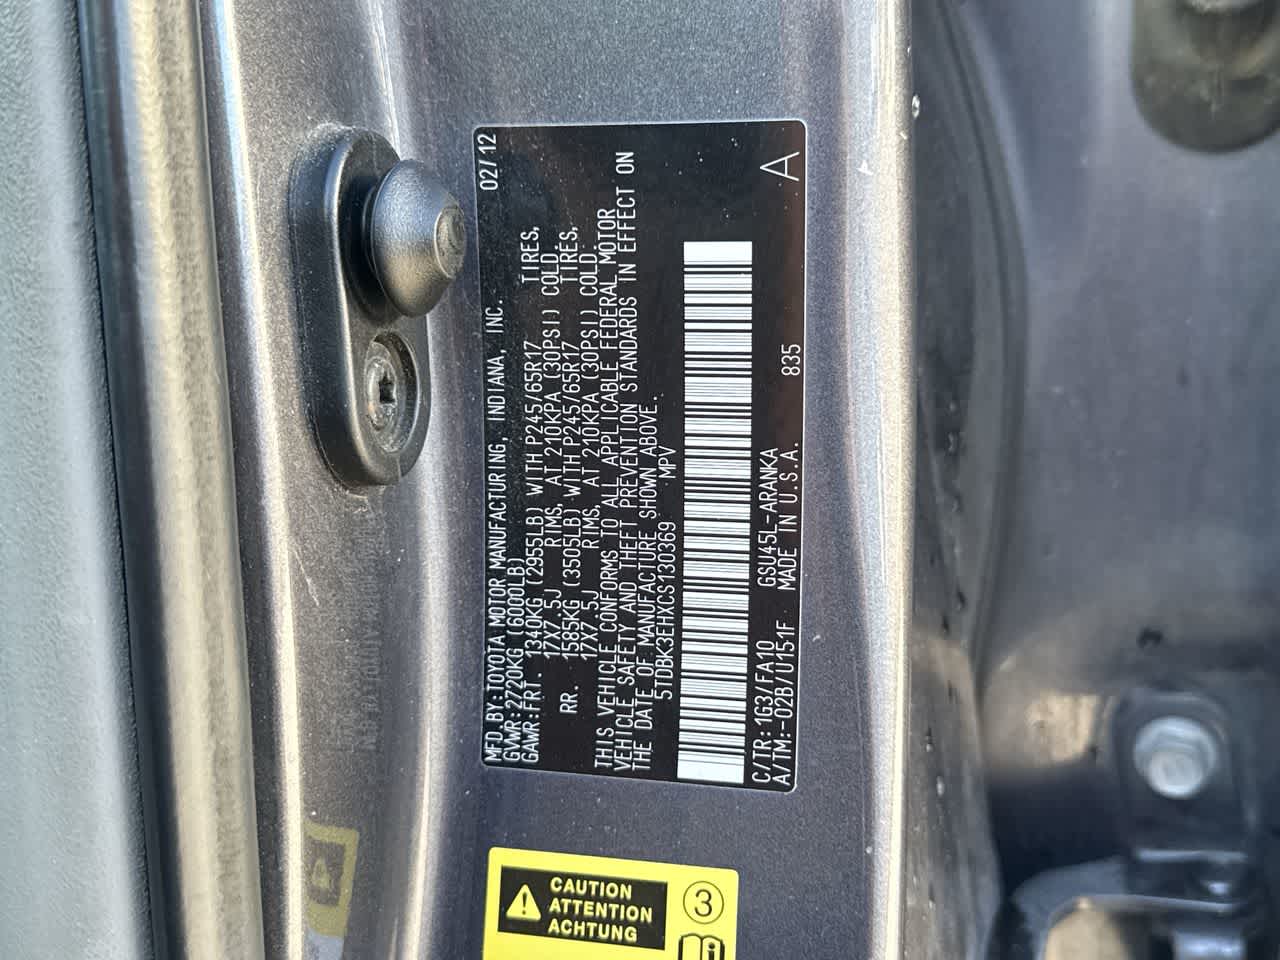 MFD.BY:TOYOTA MOTOR MANUFACTURING, INDIANA, INC. 02/12
GVWR:2720KG (6000LB)
GAWR:FRT. 1340KG (2955LB) WITH P245/65R17 TIRES,
17X7.5J RIMS, AT 210KPA (30PSI) COLD.
RR. 1585KG (3505LB) WITH P245/65R17 TIRES,
17X7.5J RIMS, AT 210KPA (30PSI) COLD.
THIS VEHICLE CONFORMS TO ALL APPLICABLE FEDERAL MOTOR
VEHICLE SAFETY AND THEFT PREVENTION STANDARDS IN EFFECT ON
THE DATE OF MANUFACTURE SHOWN ABOVE.
5TDBK3EHXCS130369 MPV
C/TR:1G3/FA10 GSU45L-ARANKA 835 A
A/TM:-02B/U151F MADE IN U.S.A.
CAUTION
ATTENTION
ACHTUNG
3